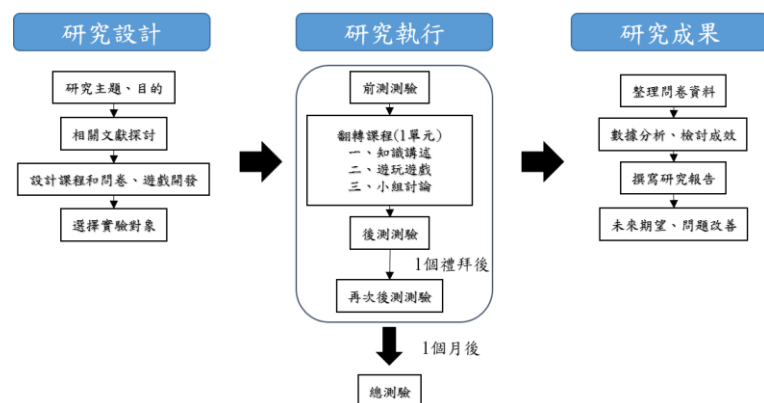 研究設計
研究主題、目的
相關文獻探討
設計課程和問卷、遊戲開發
選擇實驗對象
研究執行
前測測驗
翻轉課程(1單元)
一、知識講述
二、遊玩遊戲
三、小組討論
後測測驗
1個禮拜後
再次後測測驗
1個月後
總測驗
研究成果
整理問卷資料
數據分析、檢討成效
撰寫研究報告
未來期望、問題改善